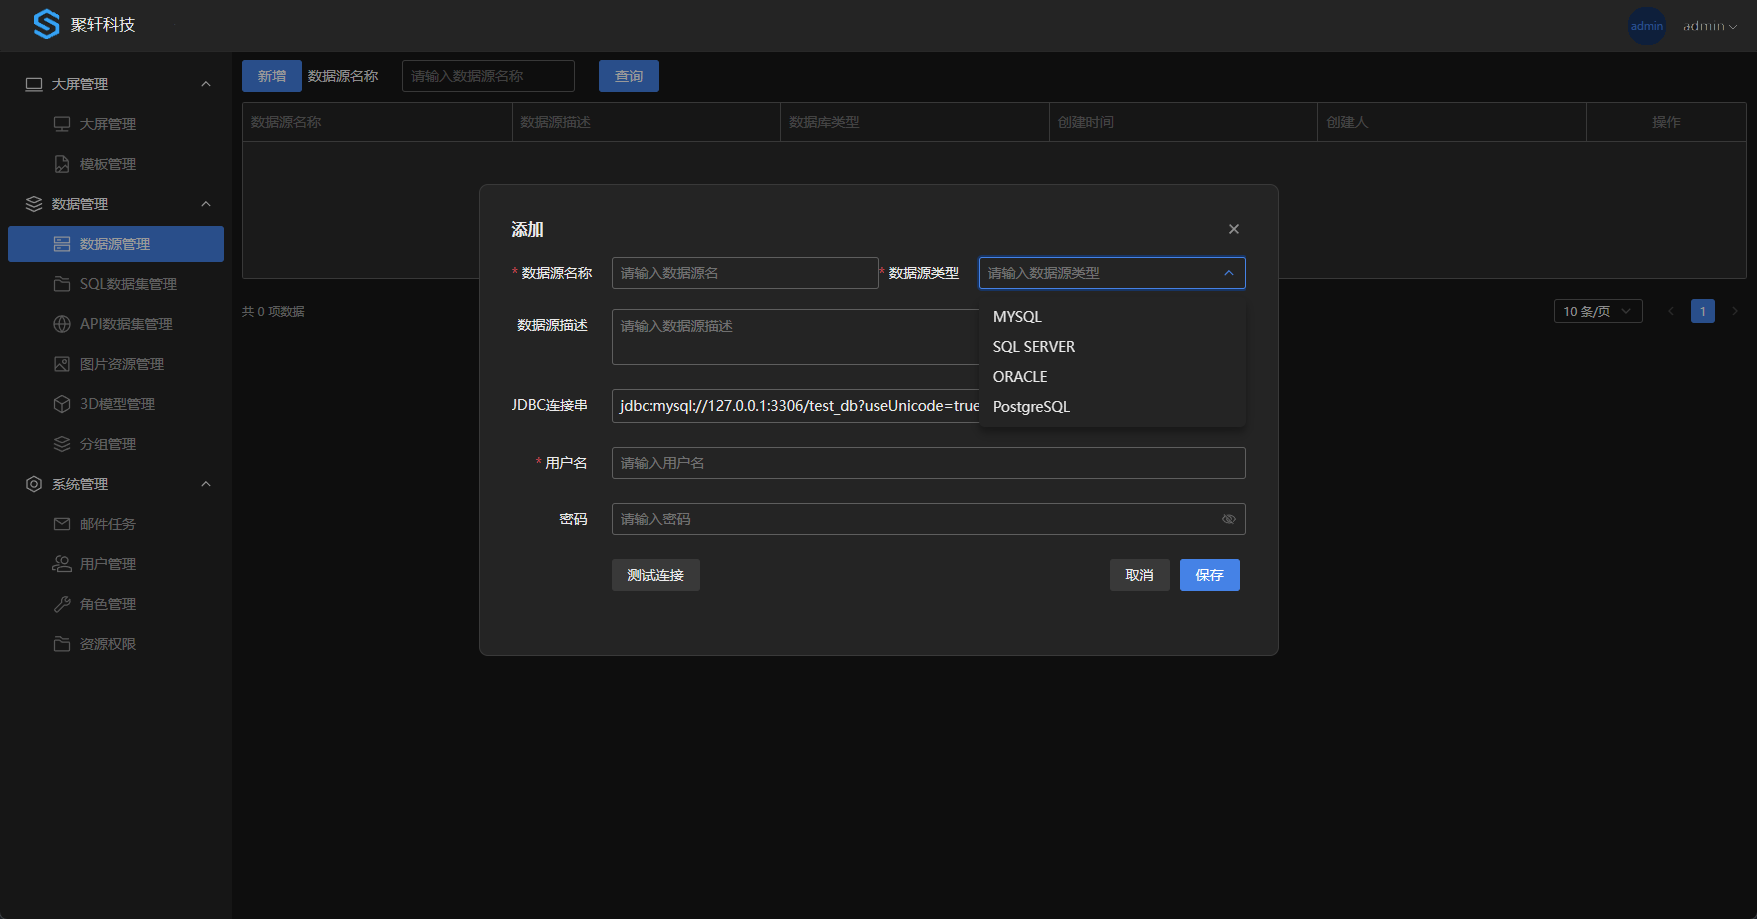 聚轩科技
admin
admin
大屏管理
大屏管理
模板管理
数据管理
数据源管理
SQL数据集管理
API数据集管理
图片资源管理
3D模型管理
分组管理
系统管理
邮件任务
用户管理
角色管理
资源权限
新增 数据源名称 请输入数据源名称 查询
数据源名称 数据源描述 数据库类型 创建时间 创建人 操作
共 0 项数据
10 条/页 1
添加
* 数据源名称 请输入数据源名 * 数据源类型 请输入数据源类型
MYSQL
SQL SERVER
ORACLE
PostgreSQL
数据源描述 请输入数据源描述
JDBC连接串 jdbc:mysql://127.0.0.1:3306/test_db?useUnicode=true
* 用户名 请输入用户名
密码 请输入密码
测试连接 取消 保存